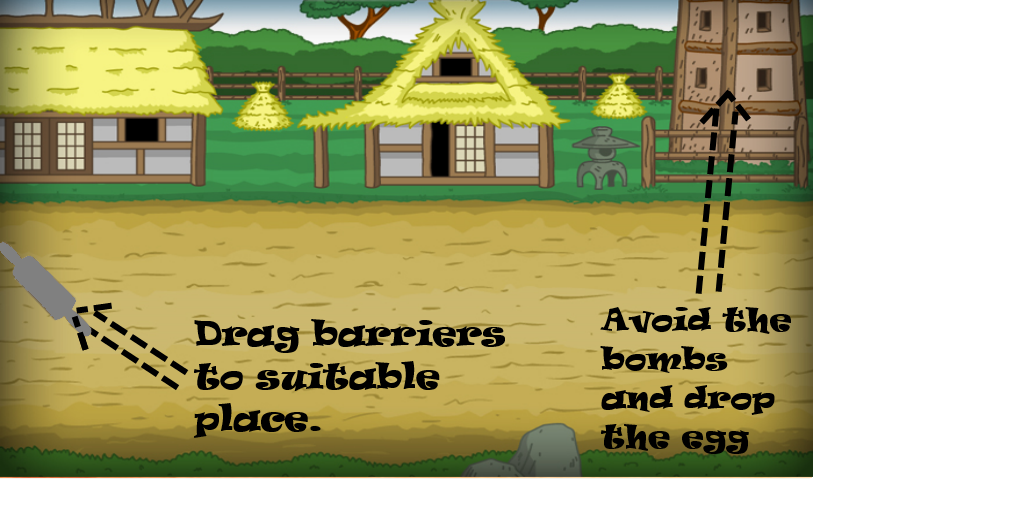 Drag barriers
to suitable
place.
Avoid the
bombs
and drop
the egg